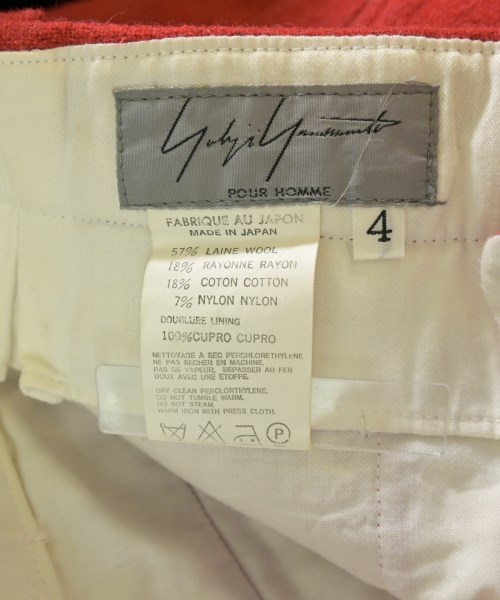 Yohji Yamamoto
POUR HOMME
4
FABRIQUE AU JAPON
MADE IN JAPAN
57% LAINE WOOL
18% RAYONNE RAYON
18% COTON COTTON
7% NYLON NYLON
DOUBLURE LINING
100%CUPRO CUPRO
NETTOYAGE A SEC PERCHLORETHYLENE.
NE PAS SECHER EN MACHINE.
PAS DE VAPEUR. REPASSER AU FER
DOUX AVEC UNE ETOFFE.
DRY CLEAN PERCLORTHYLENE.
DO NOT TUMBLE WARM.
DO NOT STEAM.
WARM IRON WITH PRESS CLOTH.
P